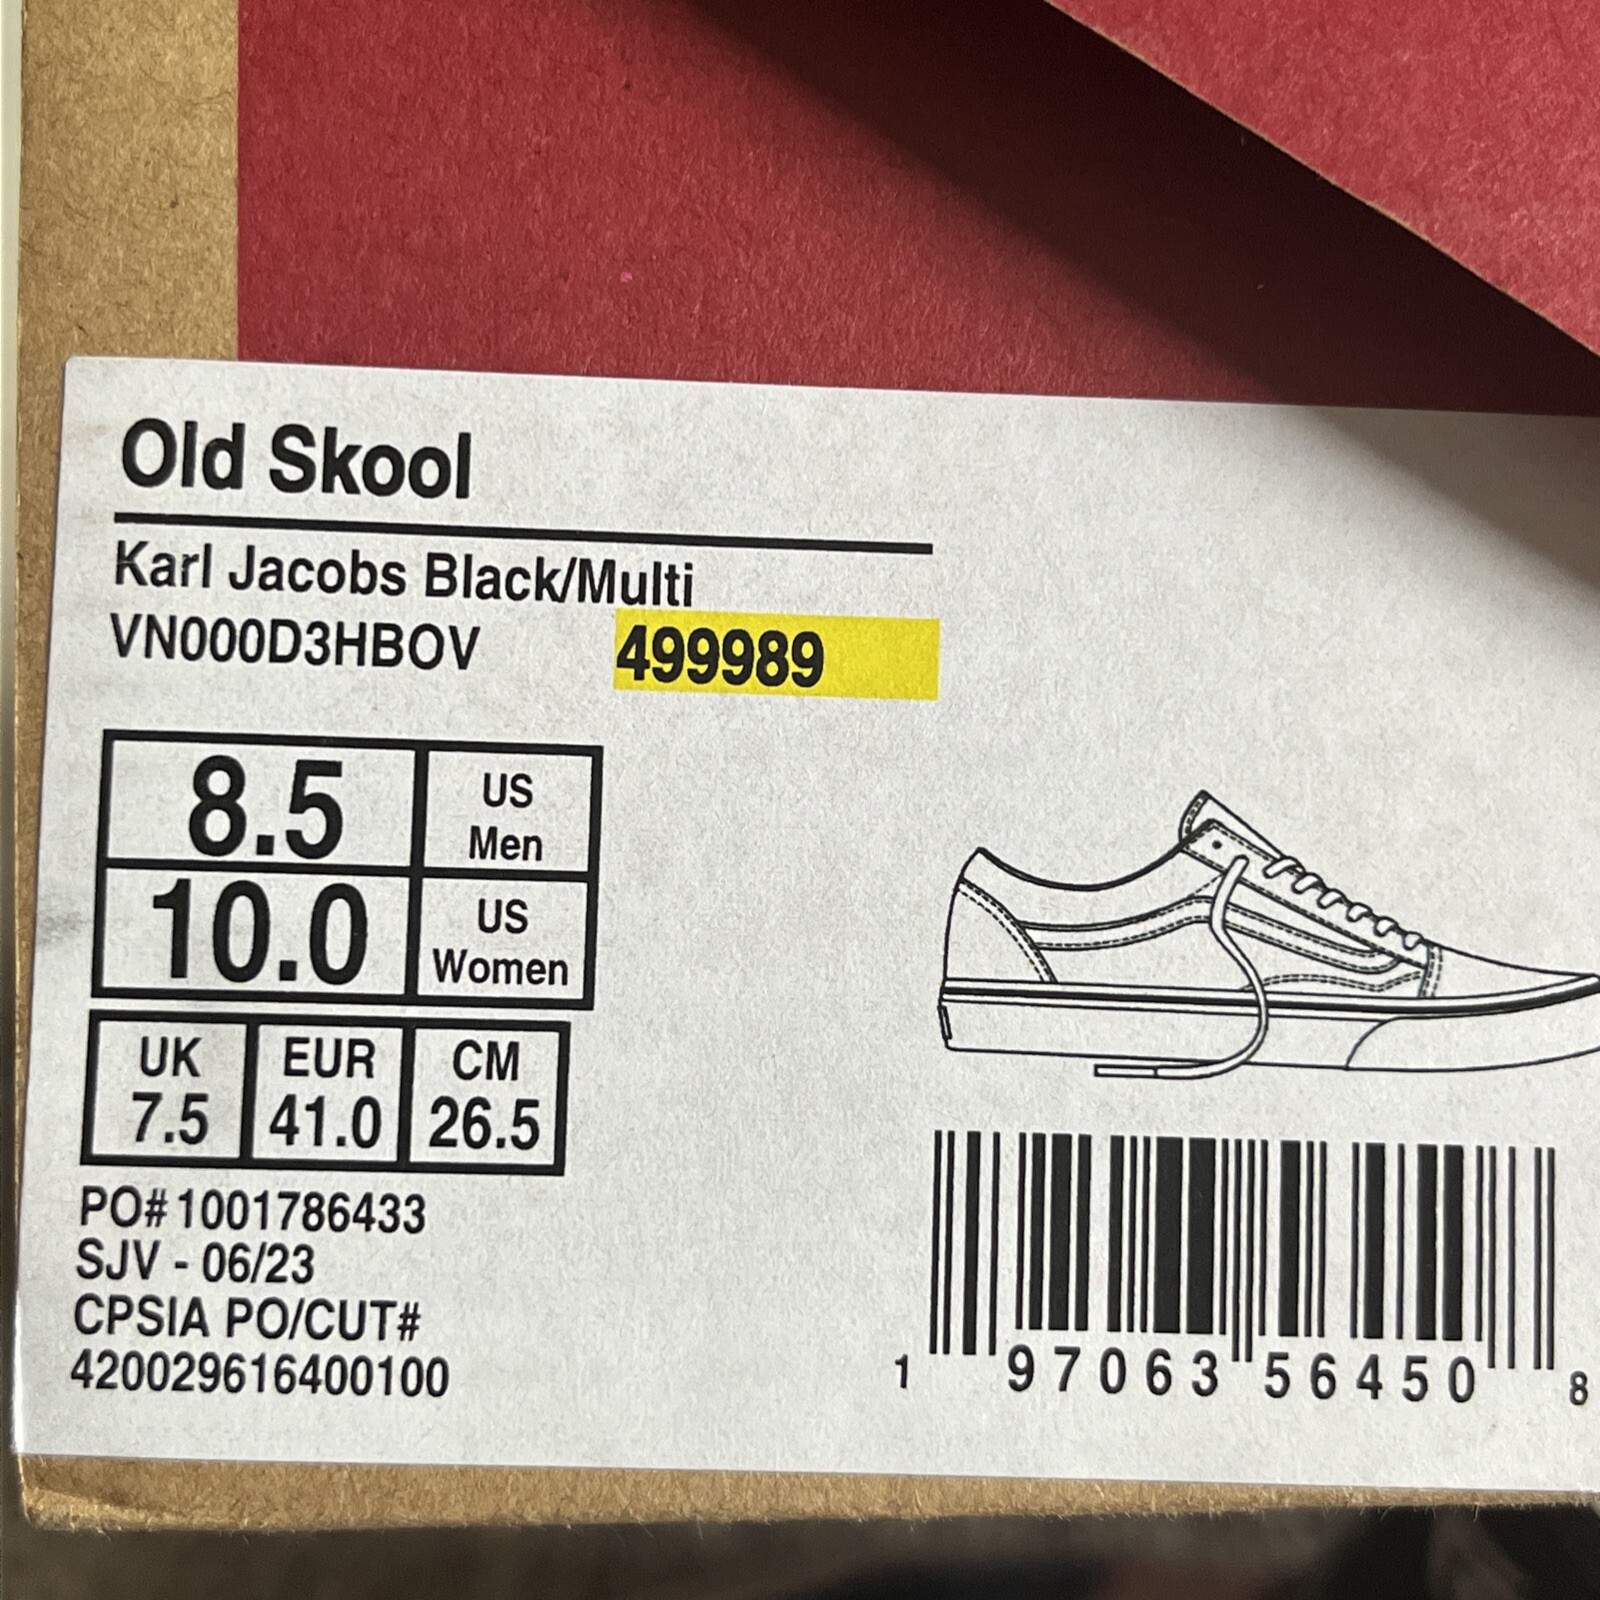 Old Skool
Karl Jacobs Black/Multi
VN000D3HBOV 499989
8.5 US Men
10.0 US Women
UK EUR CM
7.5 41.0 26.5
PO# 1001786433
SJV - 06/23
CPSIA PO/CUT#
420029616400100
1 97063 56450 8